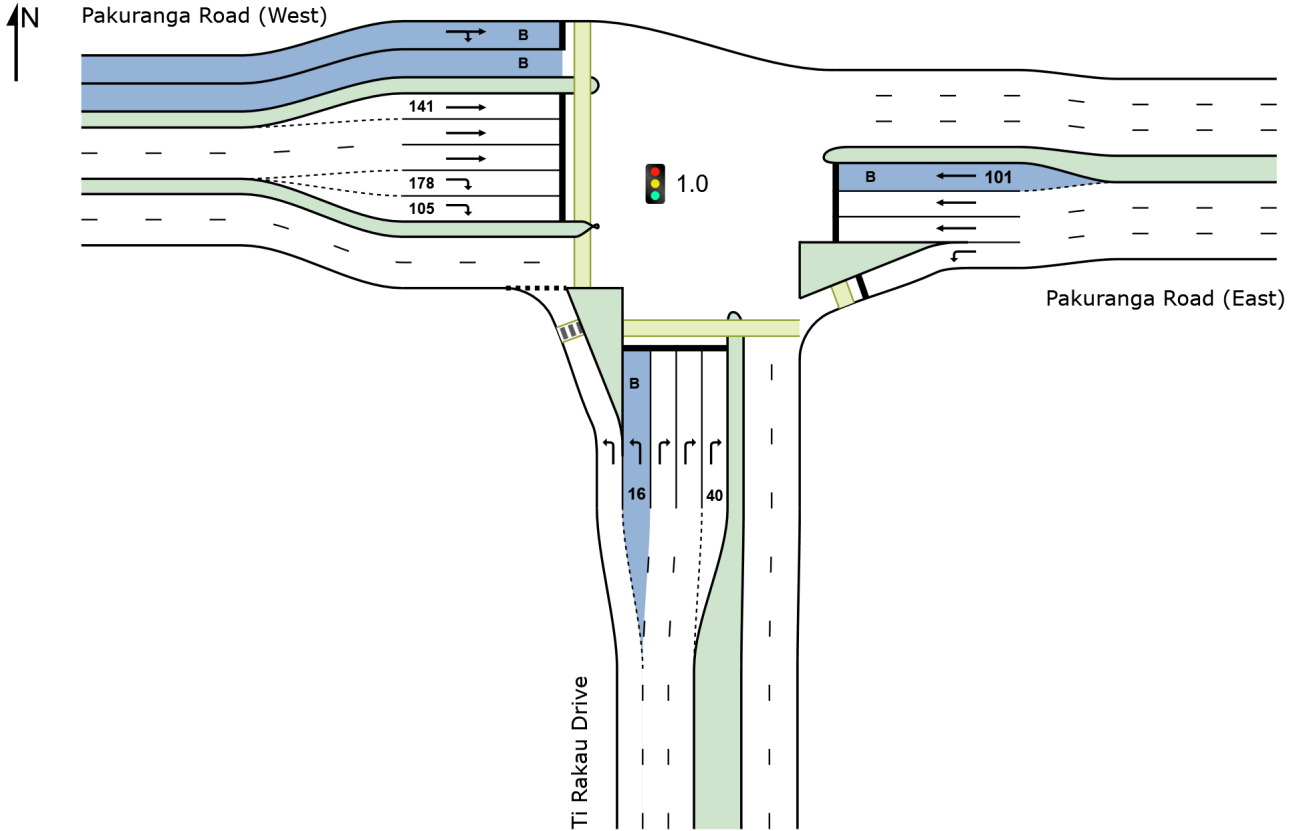 N
Pakuranga Road (West)
B
B
141
178
105
1.0
B
101
Pakuranga Road (East)
B
16
40
Ti Rakau Drive